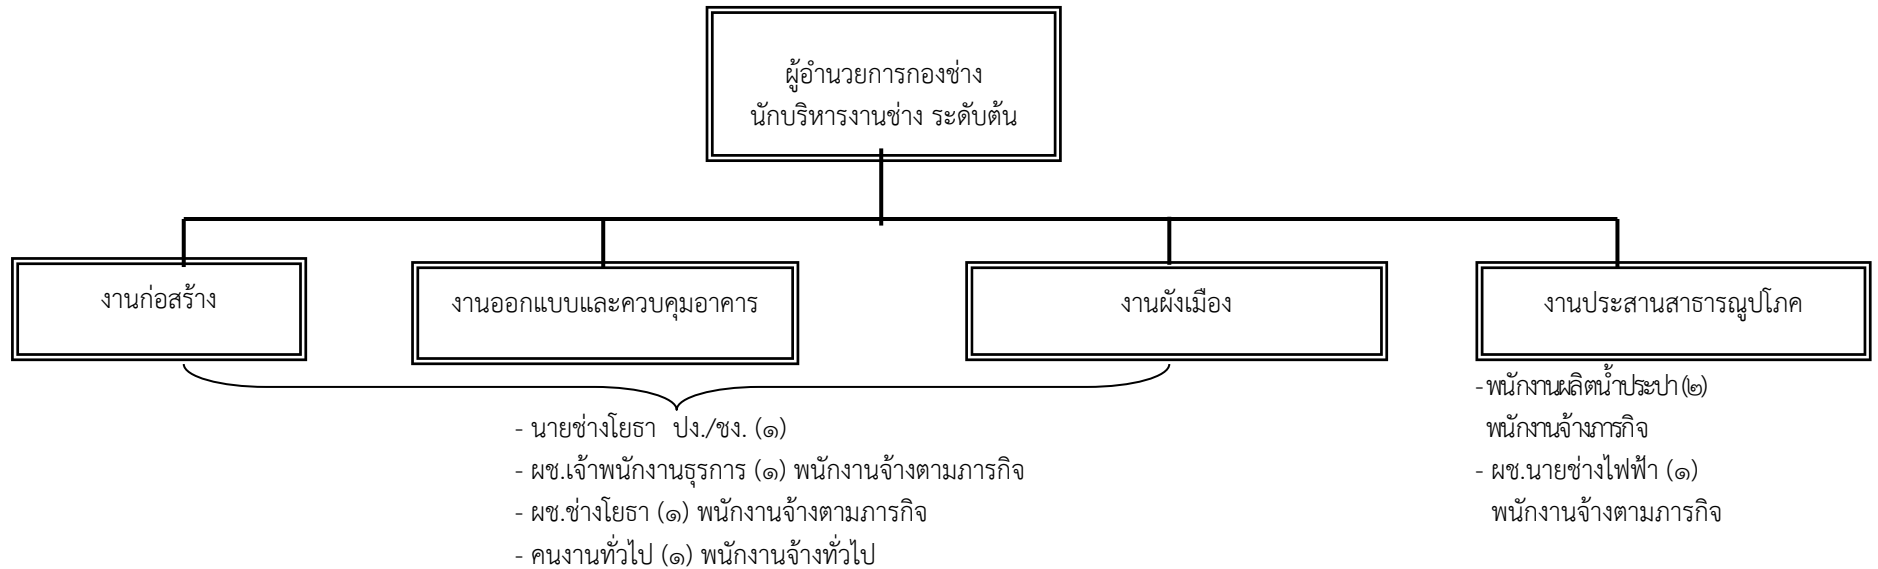 ผู้อำนวยการกองช่าง
นักบริหารงานช่าง ระดับต้น
งานก่อสร้าง
งานออกแบบและควบคุมอาคาร
งานผังเมือง
งานประสานสาธารณูปโภค
- นายช่างโยธา ปง./ชง. (๑)
- ผช.เจ้าพนักงานธุรการ (๑) พนักงานจ้างตามภารกิจ
- ผช.ช่างโยธา (๑) พนักงานจ้างตามภารกิจ
- คนงานทั่วไป (๑) พนักงานจ้างทั่วไป
- พนักงานผลิตน้ำประปา (๒)
พนักงานจ้างภารกิจ
- ผช.นายช่างไฟฟ้า (๑)
พนักงานจ้างตามภารกิจ